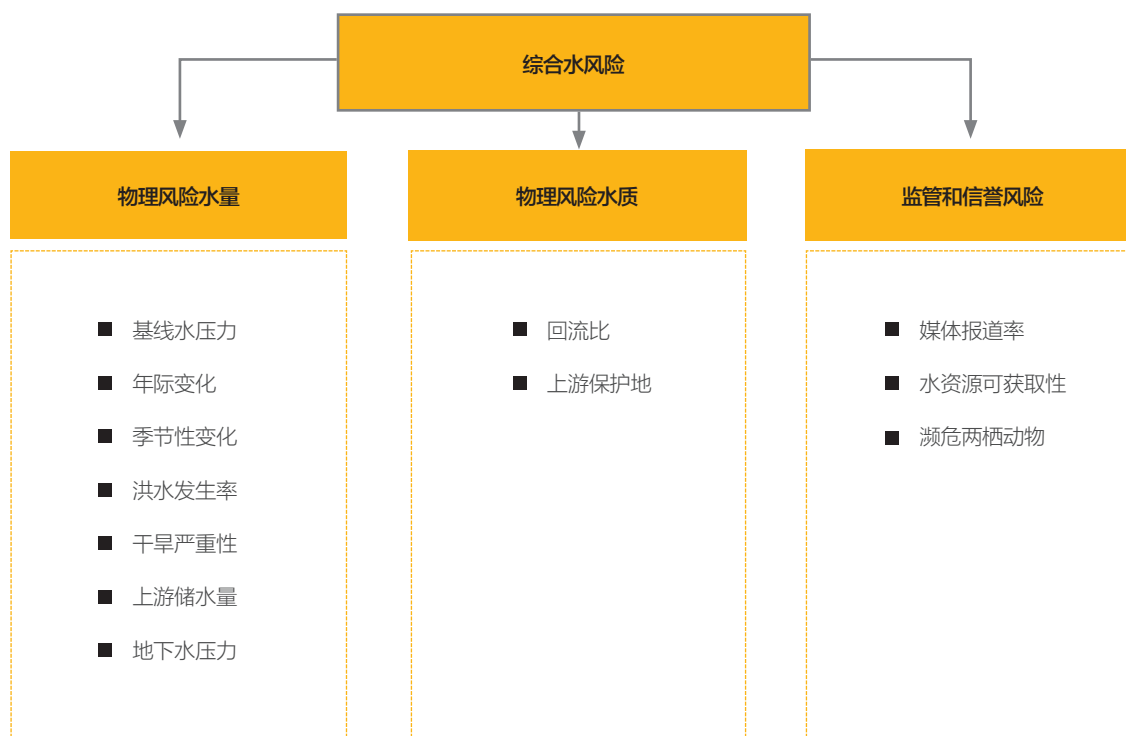 综合水风险
物理风险水量
物理风险水质
监管和信誉风险
基线水压力
年际变化
季节性变化
洪水发生率
干旱严重性
上游储水量
地下水压力
回流比
上游保护地
媒体报道率
水资源可获取性
濒危两栖动物